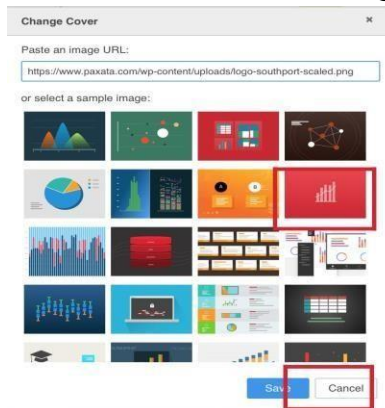 Change Cover ×
Paste an image URL:
https://www.paxata.com/wp-content/uploads/logo-southport-scaled.png
or select a sample image:
A B
Save Cancel